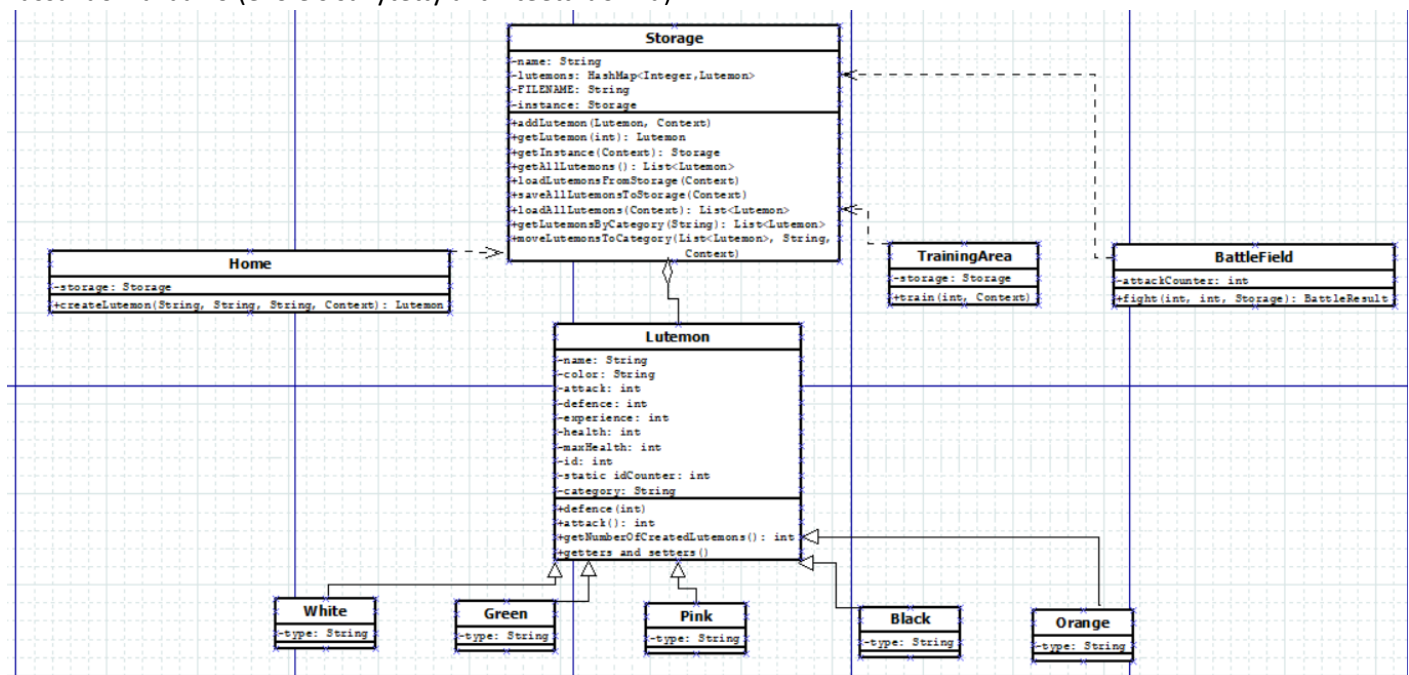 Storage
-name: String
-lutemons: HashMap<Integer,Lutemon>
-FILENAME: String
-instance: Storage
+addLutemon(Lutemon, Context)
+getLutemon(int): Lutemon
+getInstance(Context): Storage
+getAllLutemons(): List<Lutemon>
+loadLutemonsFromStorage(Context)
+saveAllLutemonsToStorage(Context)
+loadAllLutemons(Context): List<Lutemon>
+getLutemonsByCategory(String): List<Lutemon>
+moveLutemonsToCategory(List<Lutemon>, String,
Context)
Home
-storage: Storage
+createLutemon(String, String, String, Context): Lutemon
TrainingArea
-storage: Storage
+train(int, Context)
BattleField
-attackCounter: int
+fight(int, int, Storage): BattleResult
Lutemon
-name: String
-color: String
-attack: int
-defence: int
-experience: int
-health: int
-maxHealth: int
-id: int
-static idCounter: int
-category: String
+defence(int)
+attack(): int
+getNumberOfCreatedLutemons(): int
+getters and setters()
White
-type: String
Green
-type: String
Pink
-type: String
Black
-type: String
Orange
-type: String